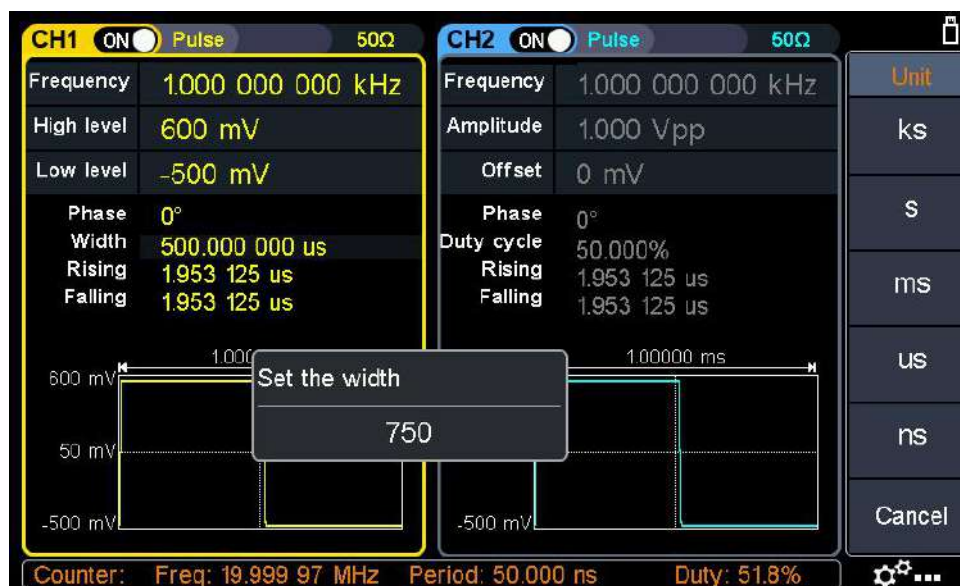 CH1 ON Pulse 50Ω
Frequency 1.000 000 000 kHz
High level 600 mV
Low level -500 mV
Phase 0°
Width 500.000 000 us
Rising 1.953 125 us
Falling 1.953 125 us
1.000
600 mV
50 mV
-500 mV
CH2 ON Pulse 50Ω
Frequency 1.000 000 000 kHz
Amplitude 1.000 Vpp
Offset 0 mV
Phase 0°
Duty cycle 50.000%
Rising 1.953 125 us
Falling 1.953 125 us
1.00000 ms
-500 mV
Set the width
750
Unit
ks
s
ms
us
ns
Cancel
Counter: Freq: 19.999 97 MHz Period: 50.000 ns Duty: 51.8%